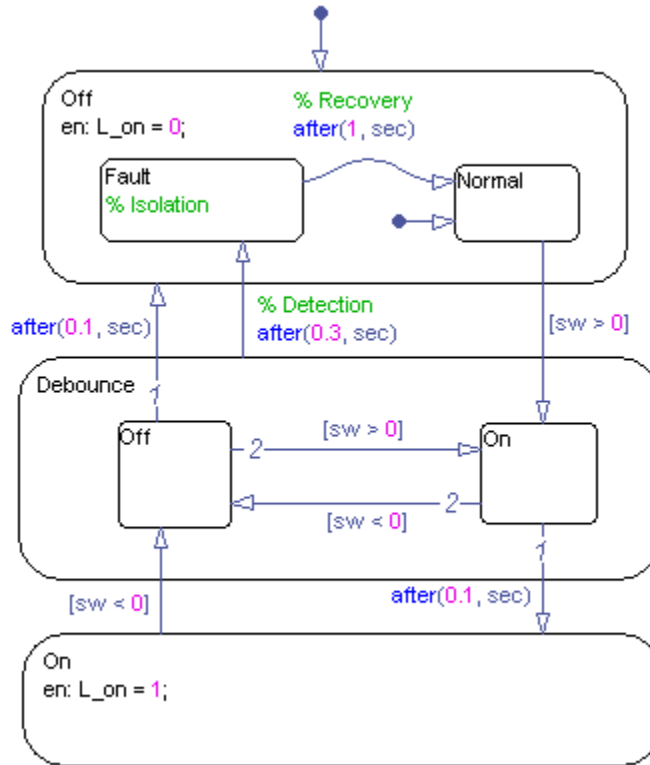 Off
en: L_on = 0;
% Recovery
after(1, sec)
Fault
% Isolation
Normal
% Detection
after(0.3, sec)
after(0.1, sec)
[sw > 0]
Debounce
1
Off
2
[sw > 0]
On
[sw < 0]
2
1
[sw < 0]
after(0.1, sec)
On
en: L_on = 1;